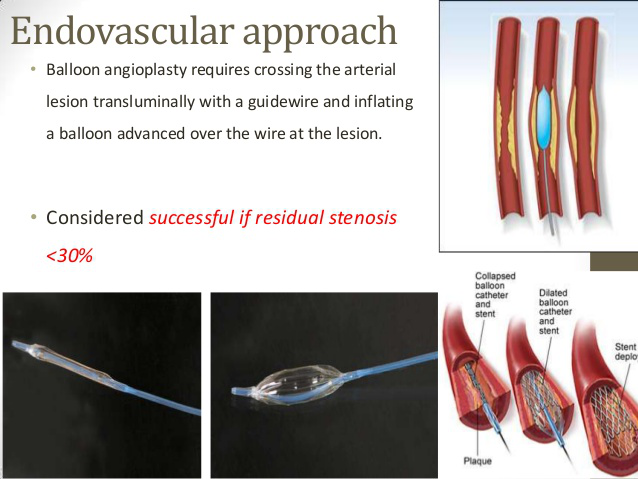 Endovascular approach
• Balloon angioplasty requires crossing the arterial
lesion transluminally with a guidewire and inflating
a balloon advanced over the wire at the lesion.
• Considered successful if residual stenosis
<30%
Collapsed
balloon
catheter
and
stent
Dilated
balloon
catheter
and
stent
Stent
deplo
Plaque